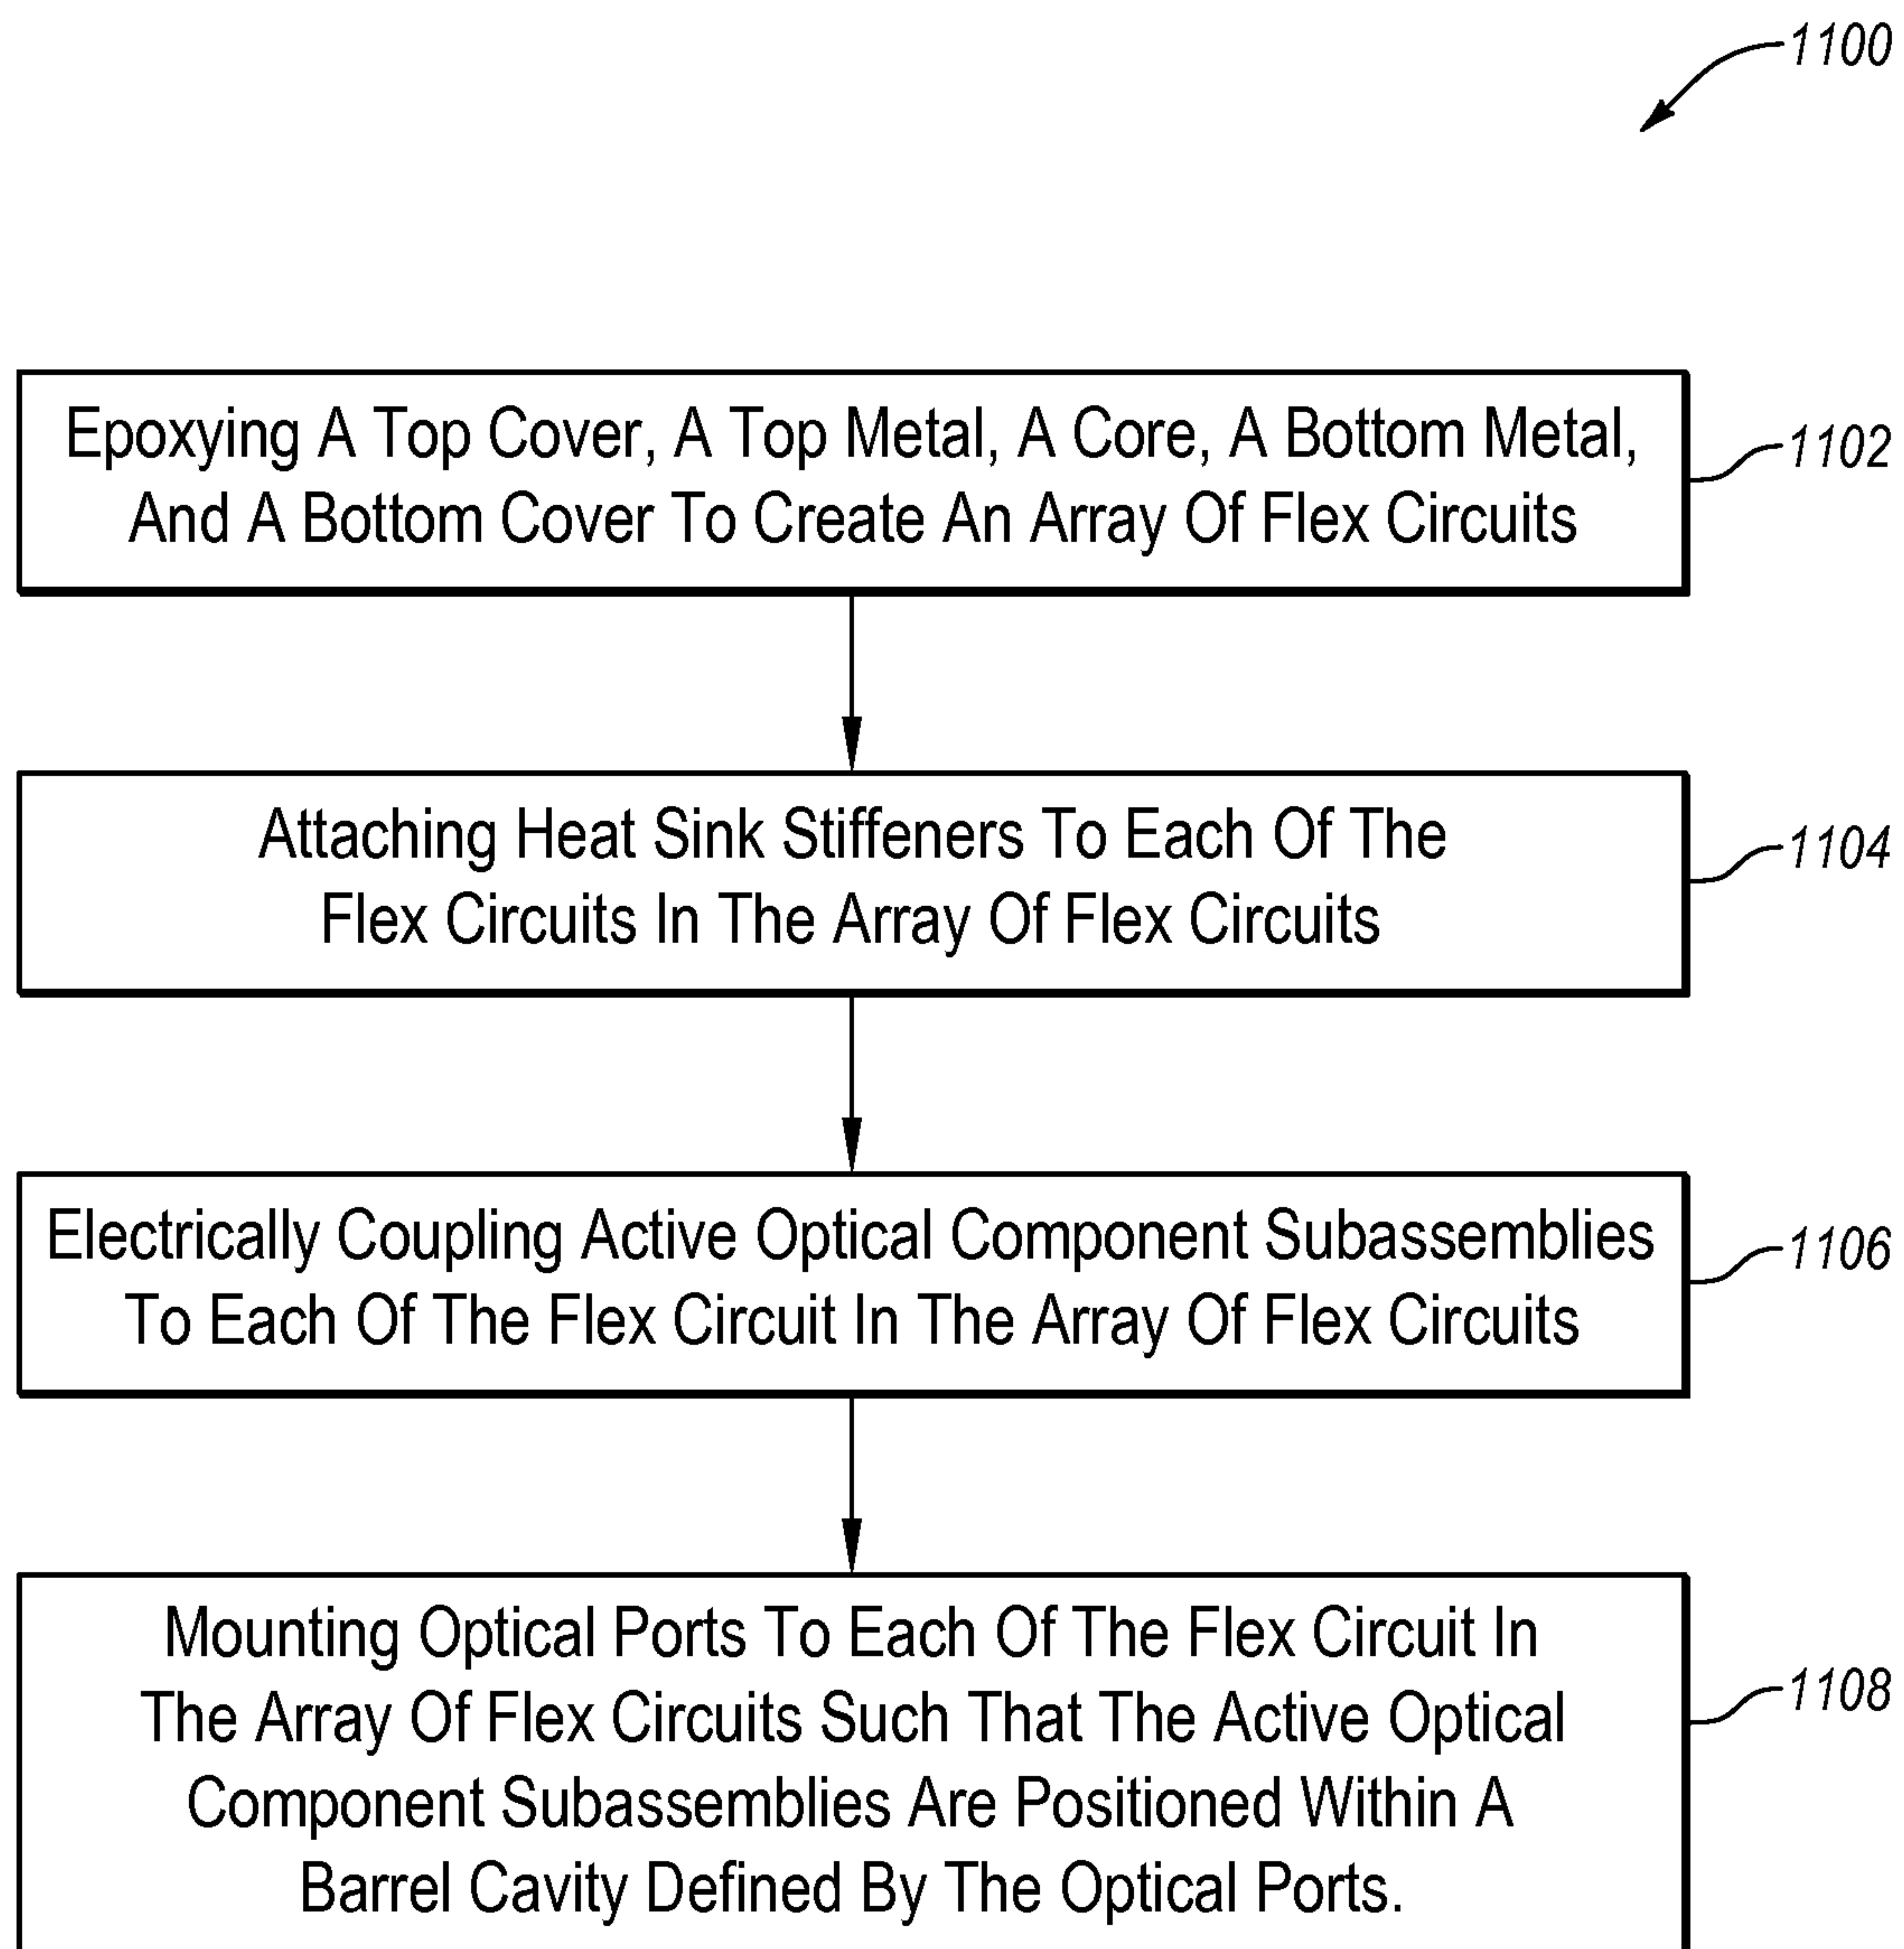 1100
Epoxying A Top Cover, A Top Metal, A Core, A Bottom Metal,
And A Bottom Cover To Create An Array Of Flex Circuits
1102
Attaching Heat Sink Stiffeners To Each Of The
Flex Circuits In The Array Of Flex Circuits
1104
Electrically Coupling Active Optical Component Subassemblies
To Each Of The Flex Circuit In The Array Of Flex Circuits
1106
Mounting Optical Ports To Each Of The Flex Circuit In
The Array Of Flex Circuits Such That The Active Optical
Component Subassemblies Are Positioned Within A
Barrel Cavity Defined By The Optical Ports.
1108